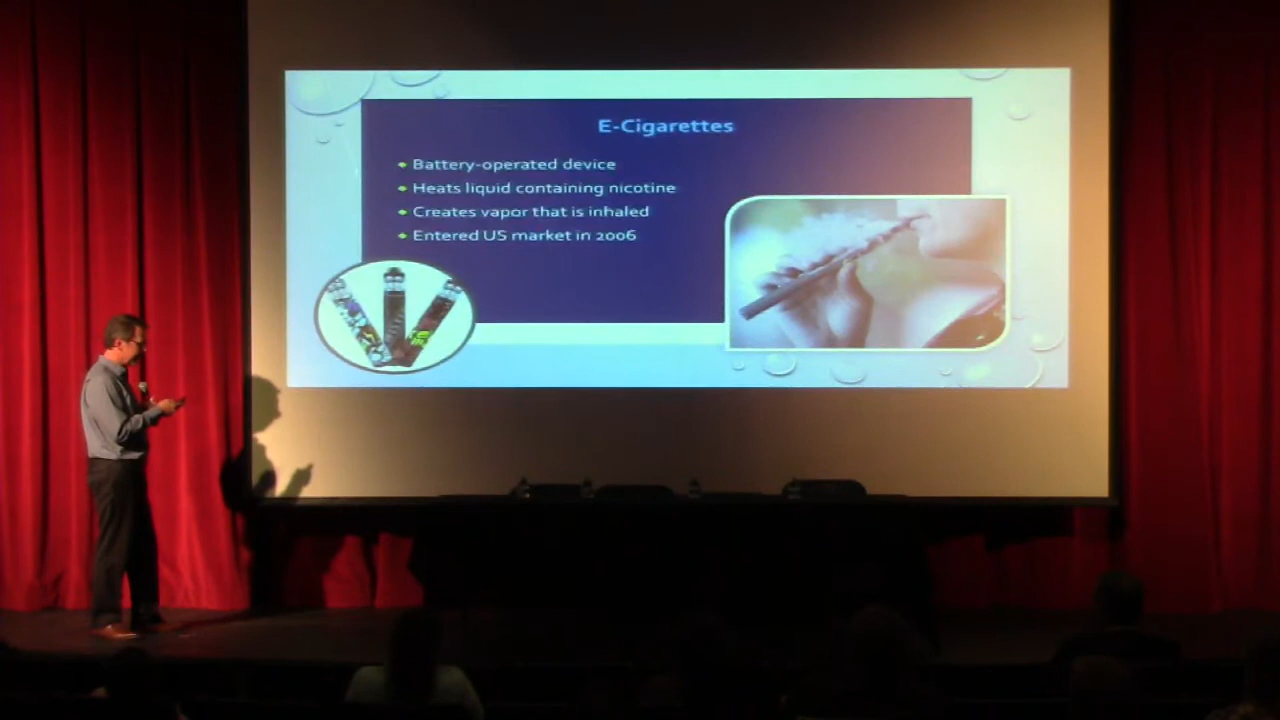 E-Cigarettes
• Battery-operated device
• Heats liquid containing nicotine
• Creates vapor that is inhaled
• Entered US market in 2006